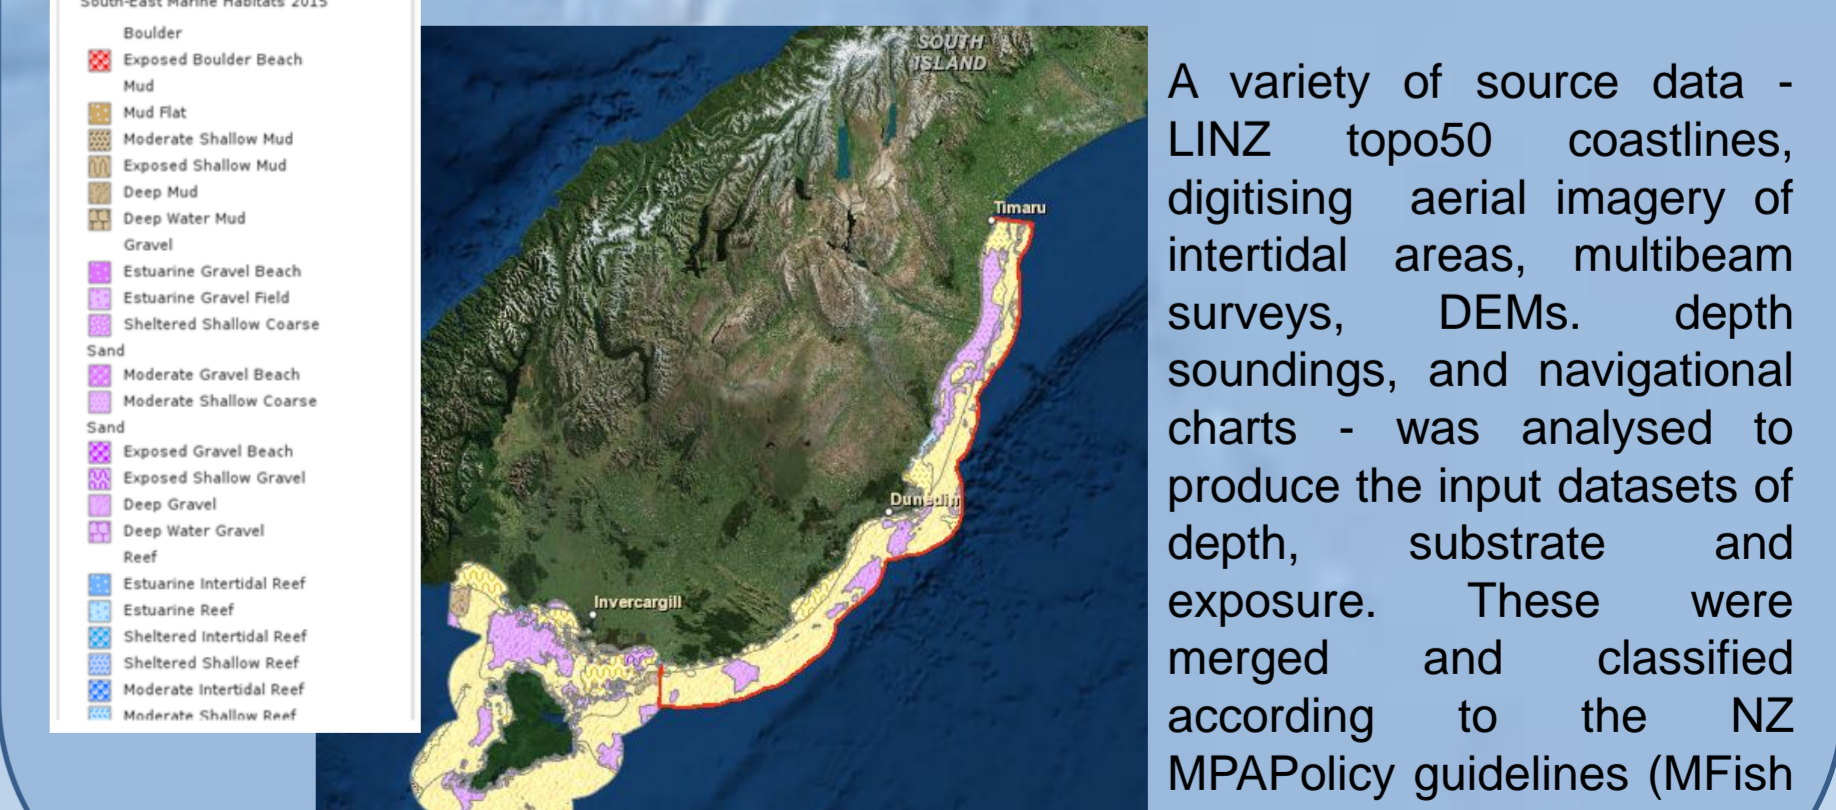 South-East Marine Habitats 2015
Boulder
Exposed Boulder Beach
Mud
Mud Flat
Moderate Shallow Mud
Exposed Shallow Mud
Deep Mud
Deep Water Mud
Gravel
Estuarine Gravel Beach
Estuarine Gravel Field
Sheltered Shallow Coarse
Sand
Moderate Gravel Beach
Moderate Shallow Coarse
Sand
Exposed Gravel Beach
Exposed Shallow Gravel
Deep Gravel
Deep Water Gravel
Reef
Estuarine Intertidal Reef
Estuarine Reef
Sheltered Intertidal Reef
Sheltered Shallow Reef
Moderate Intertidal Reef
Moderate Shallow Reef
SOUTH
ISLAND
Timaru
Dunedin
Invercargill
A variety of source data -
LINZ topo50 coastlines,
digitising aerial imagery of
intertidal areas, multibeam
surveys, DEMs. depth
soundings, and navigational
charts - was analysed to
produce the input datasets of
depth, substrate and
exposure. These were
merged and classified
according to the NZ
MPAPolicy guidelines (MFish